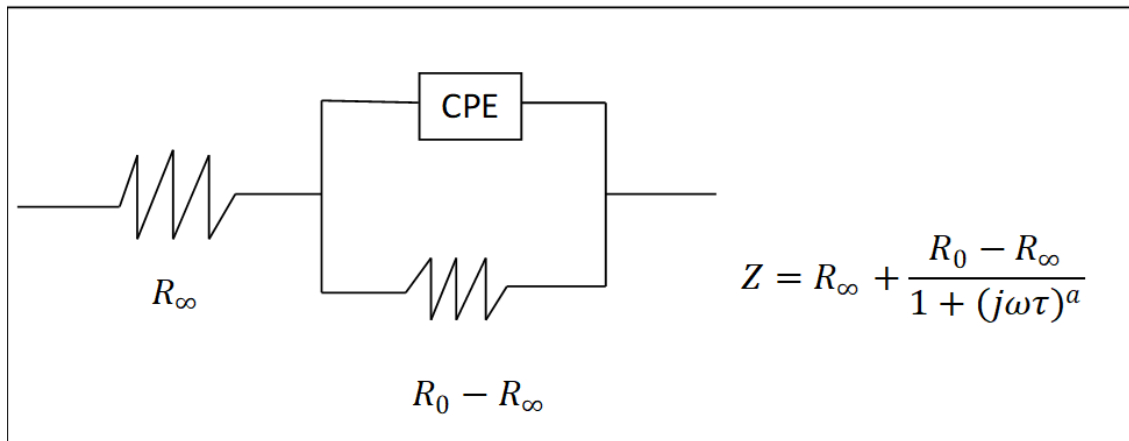 CPE
R∞
R0 − R∞
Z = R∞ + (R0 − R∞) / (1 + (jωτ)^a)